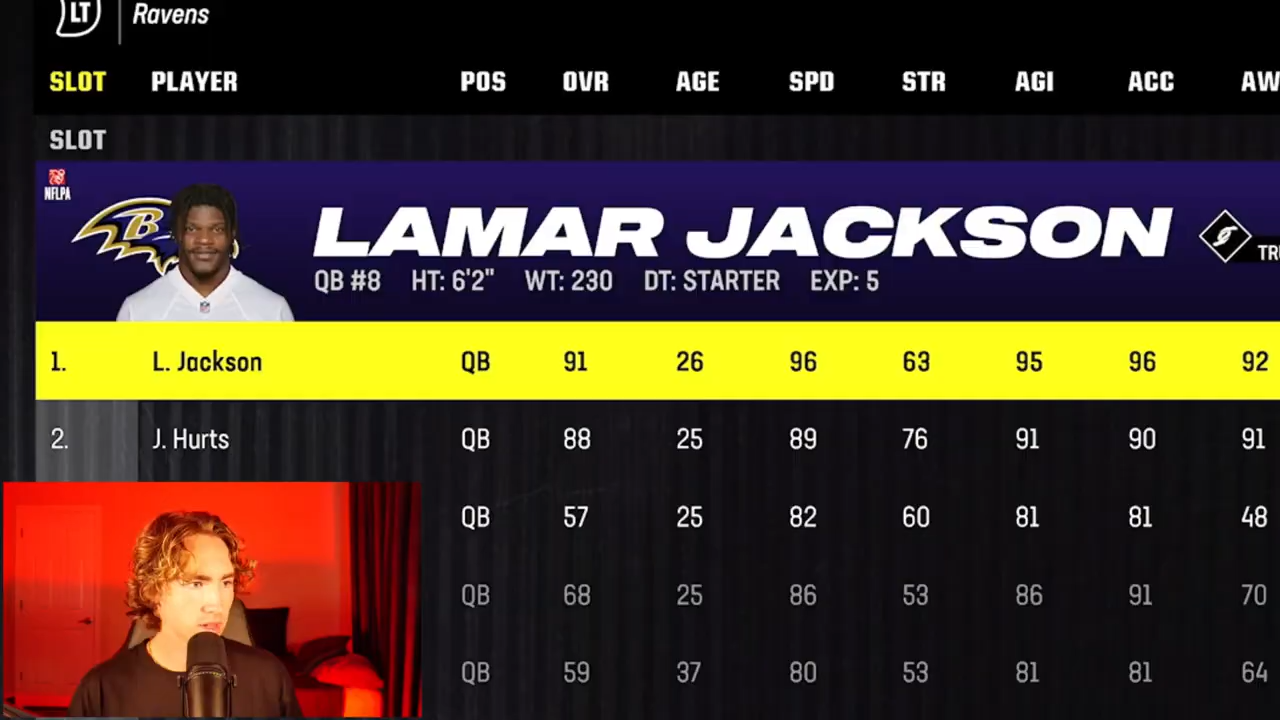 LT Ravens
SLOT PLAYER POS OVR AGE SPD STR AGI ACC AW
SLOT
NFLPA
B
LAMAR JACKSON
QB #8 HT: 6'2" WT: 230 DT: STARTER EXP: 5
TR
1. L. Jackson QB 91 26 96 63 95 96 92
2. J. Hurts QB 88 25 89 76 91 90 91
QB 57 25 82 60 81 81 48
QB 68 25 86 53 86 91 70
QB 59 37 80 53 81 81 64